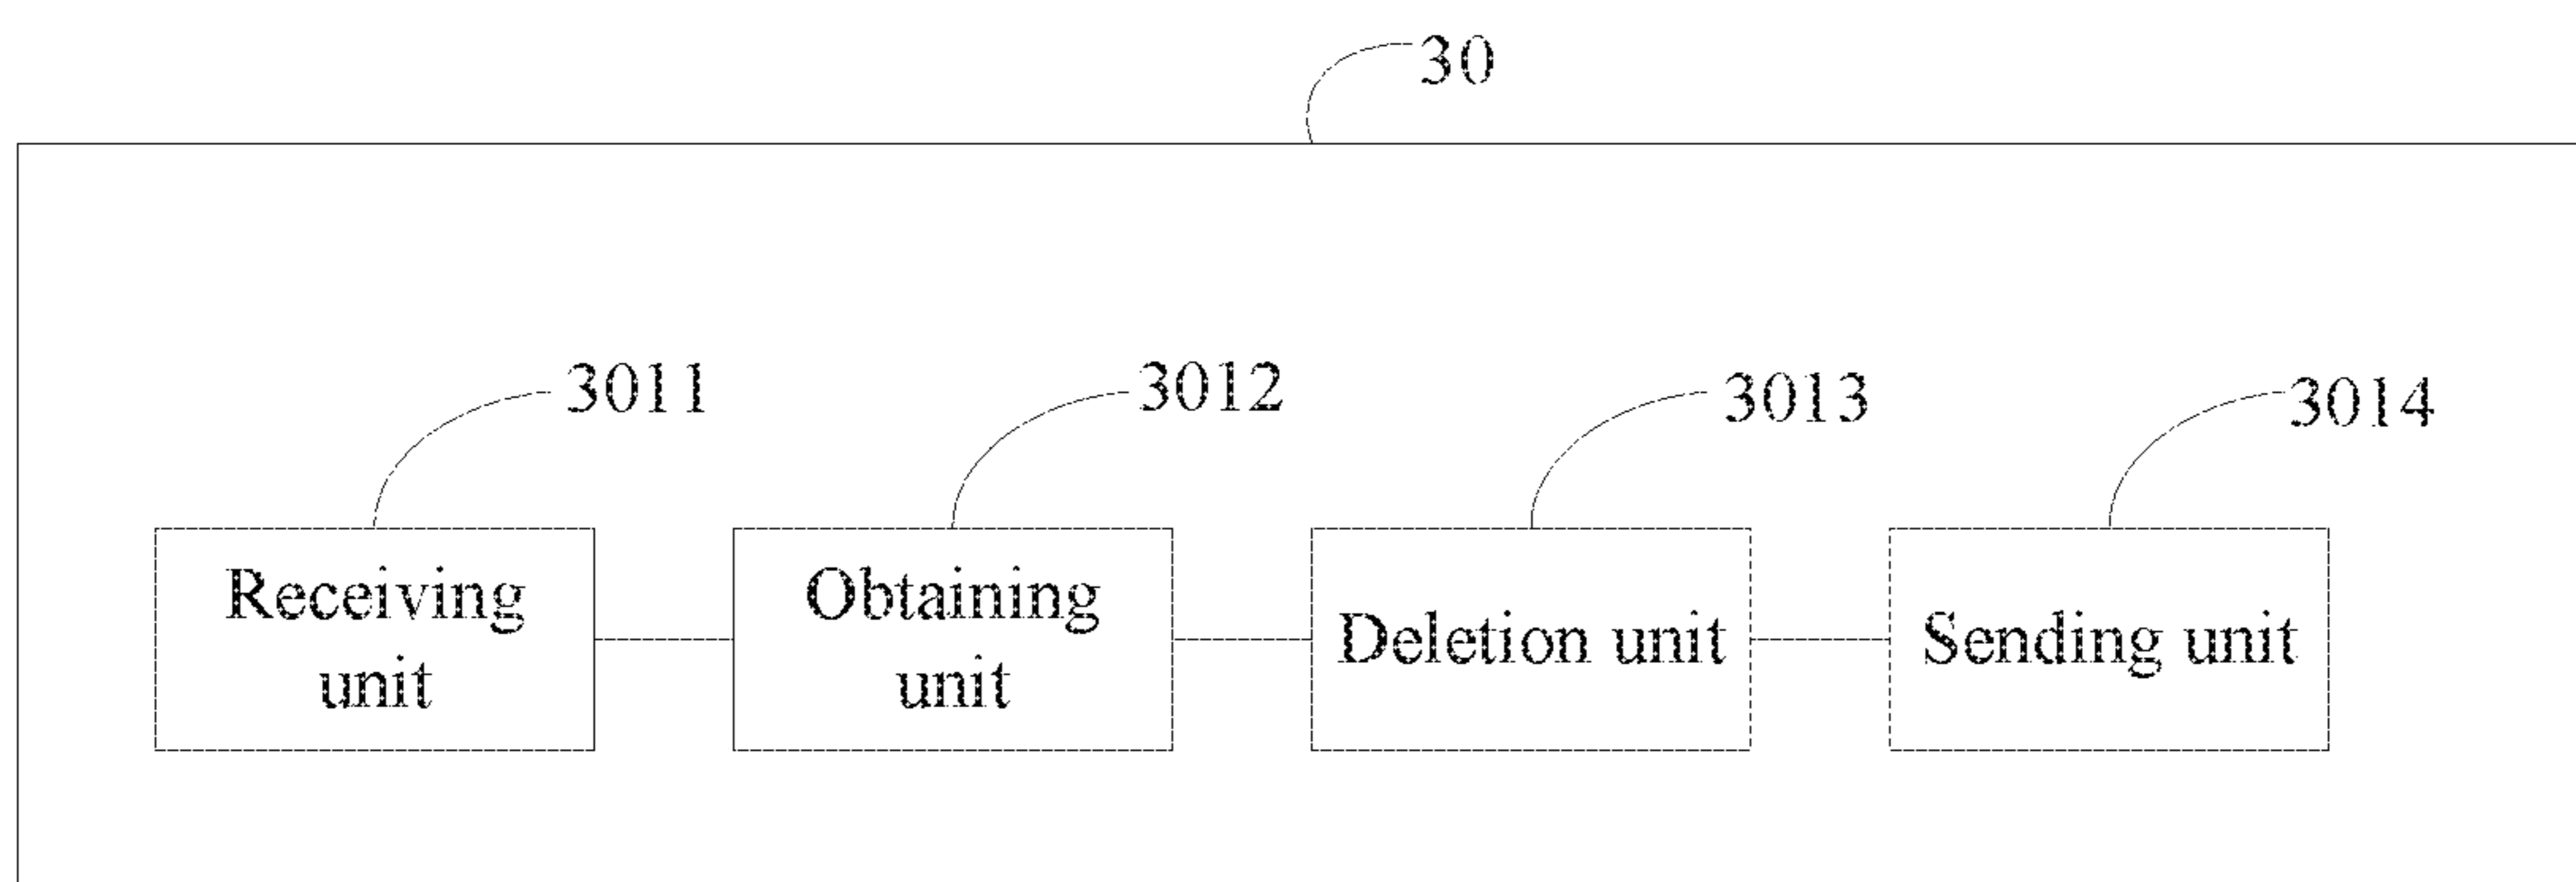 30
3011
3012
3013
3014
Receiving
unit
Obtaining
unit
Deletion unit
Sending unit